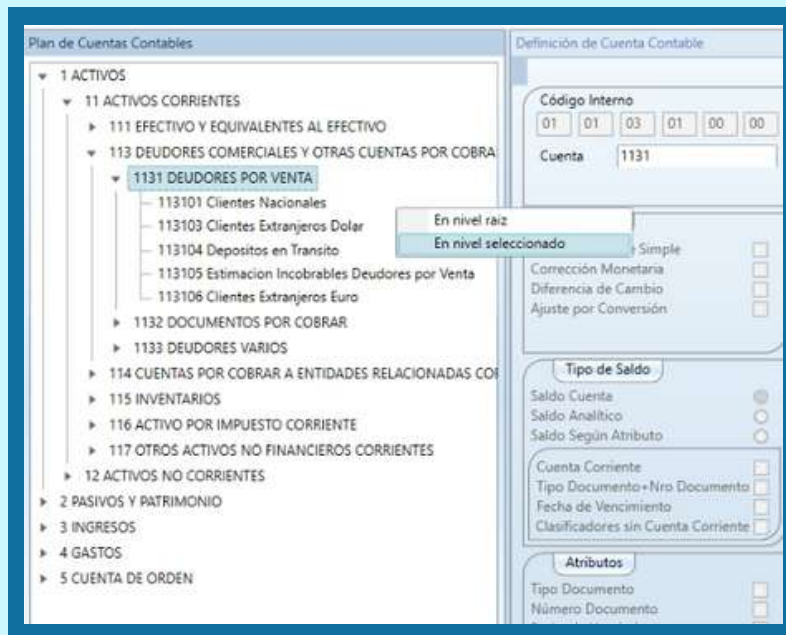 Plan de Cuentas Contables
1 ACTIVOS
11 ACTIVOS CORRIENTES
111 EFECTIVO Y EQUIVALENTES AL EFECTIVO
113 DEUDORES COMERCIALES Y OTRAS CUENTAS POR COBRA
1131 DEUDORES POR VENTA
113101 Clientes Nacionales
113103 Clientes Extranjeros Dolar
113104 Depositos en Transito
113105 Estimacion Incobrables Deudores por Venta
113106 Clientes Extranjeros Euro
1132 DOCUMENTOS POR COBRAR
1133 DEUDORES VARIOS
114 CUENTAS POR COBRAR A ENTIDADES RELACIONADAS COR
115 INVENTARIOS
116 ACTIVO POR IMPUESTO CORRIENTE
117 OTROS ACTIVOS NO FINANCIEROS CORRIENTES
12 ACTIVOS NO CORRIENTES
2 PASIVOS Y PATRIMONIO
3 INGRESOS
4 GASTOS
5 CUENTA DE ORDEN
En nivel raiz
En nivel seleccionado
Definición de Cuenta Contable
Código Interno
01 01 03 01 00 00
Cuenta 1131
Simple
Corrección Monetaria
Diferencia de Cambio
Ajuste por Conversión
Tipo de Saldo
Saldo Cuenta
Saldo Analítico
Saldo Según Atributo
Cuenta Corriente
Tipo Documento+Nro Documento
Fecha de Vencimiento
Clasificadores sin Cuenta Corriente
Atributos
Tipo Documento
Número Documento